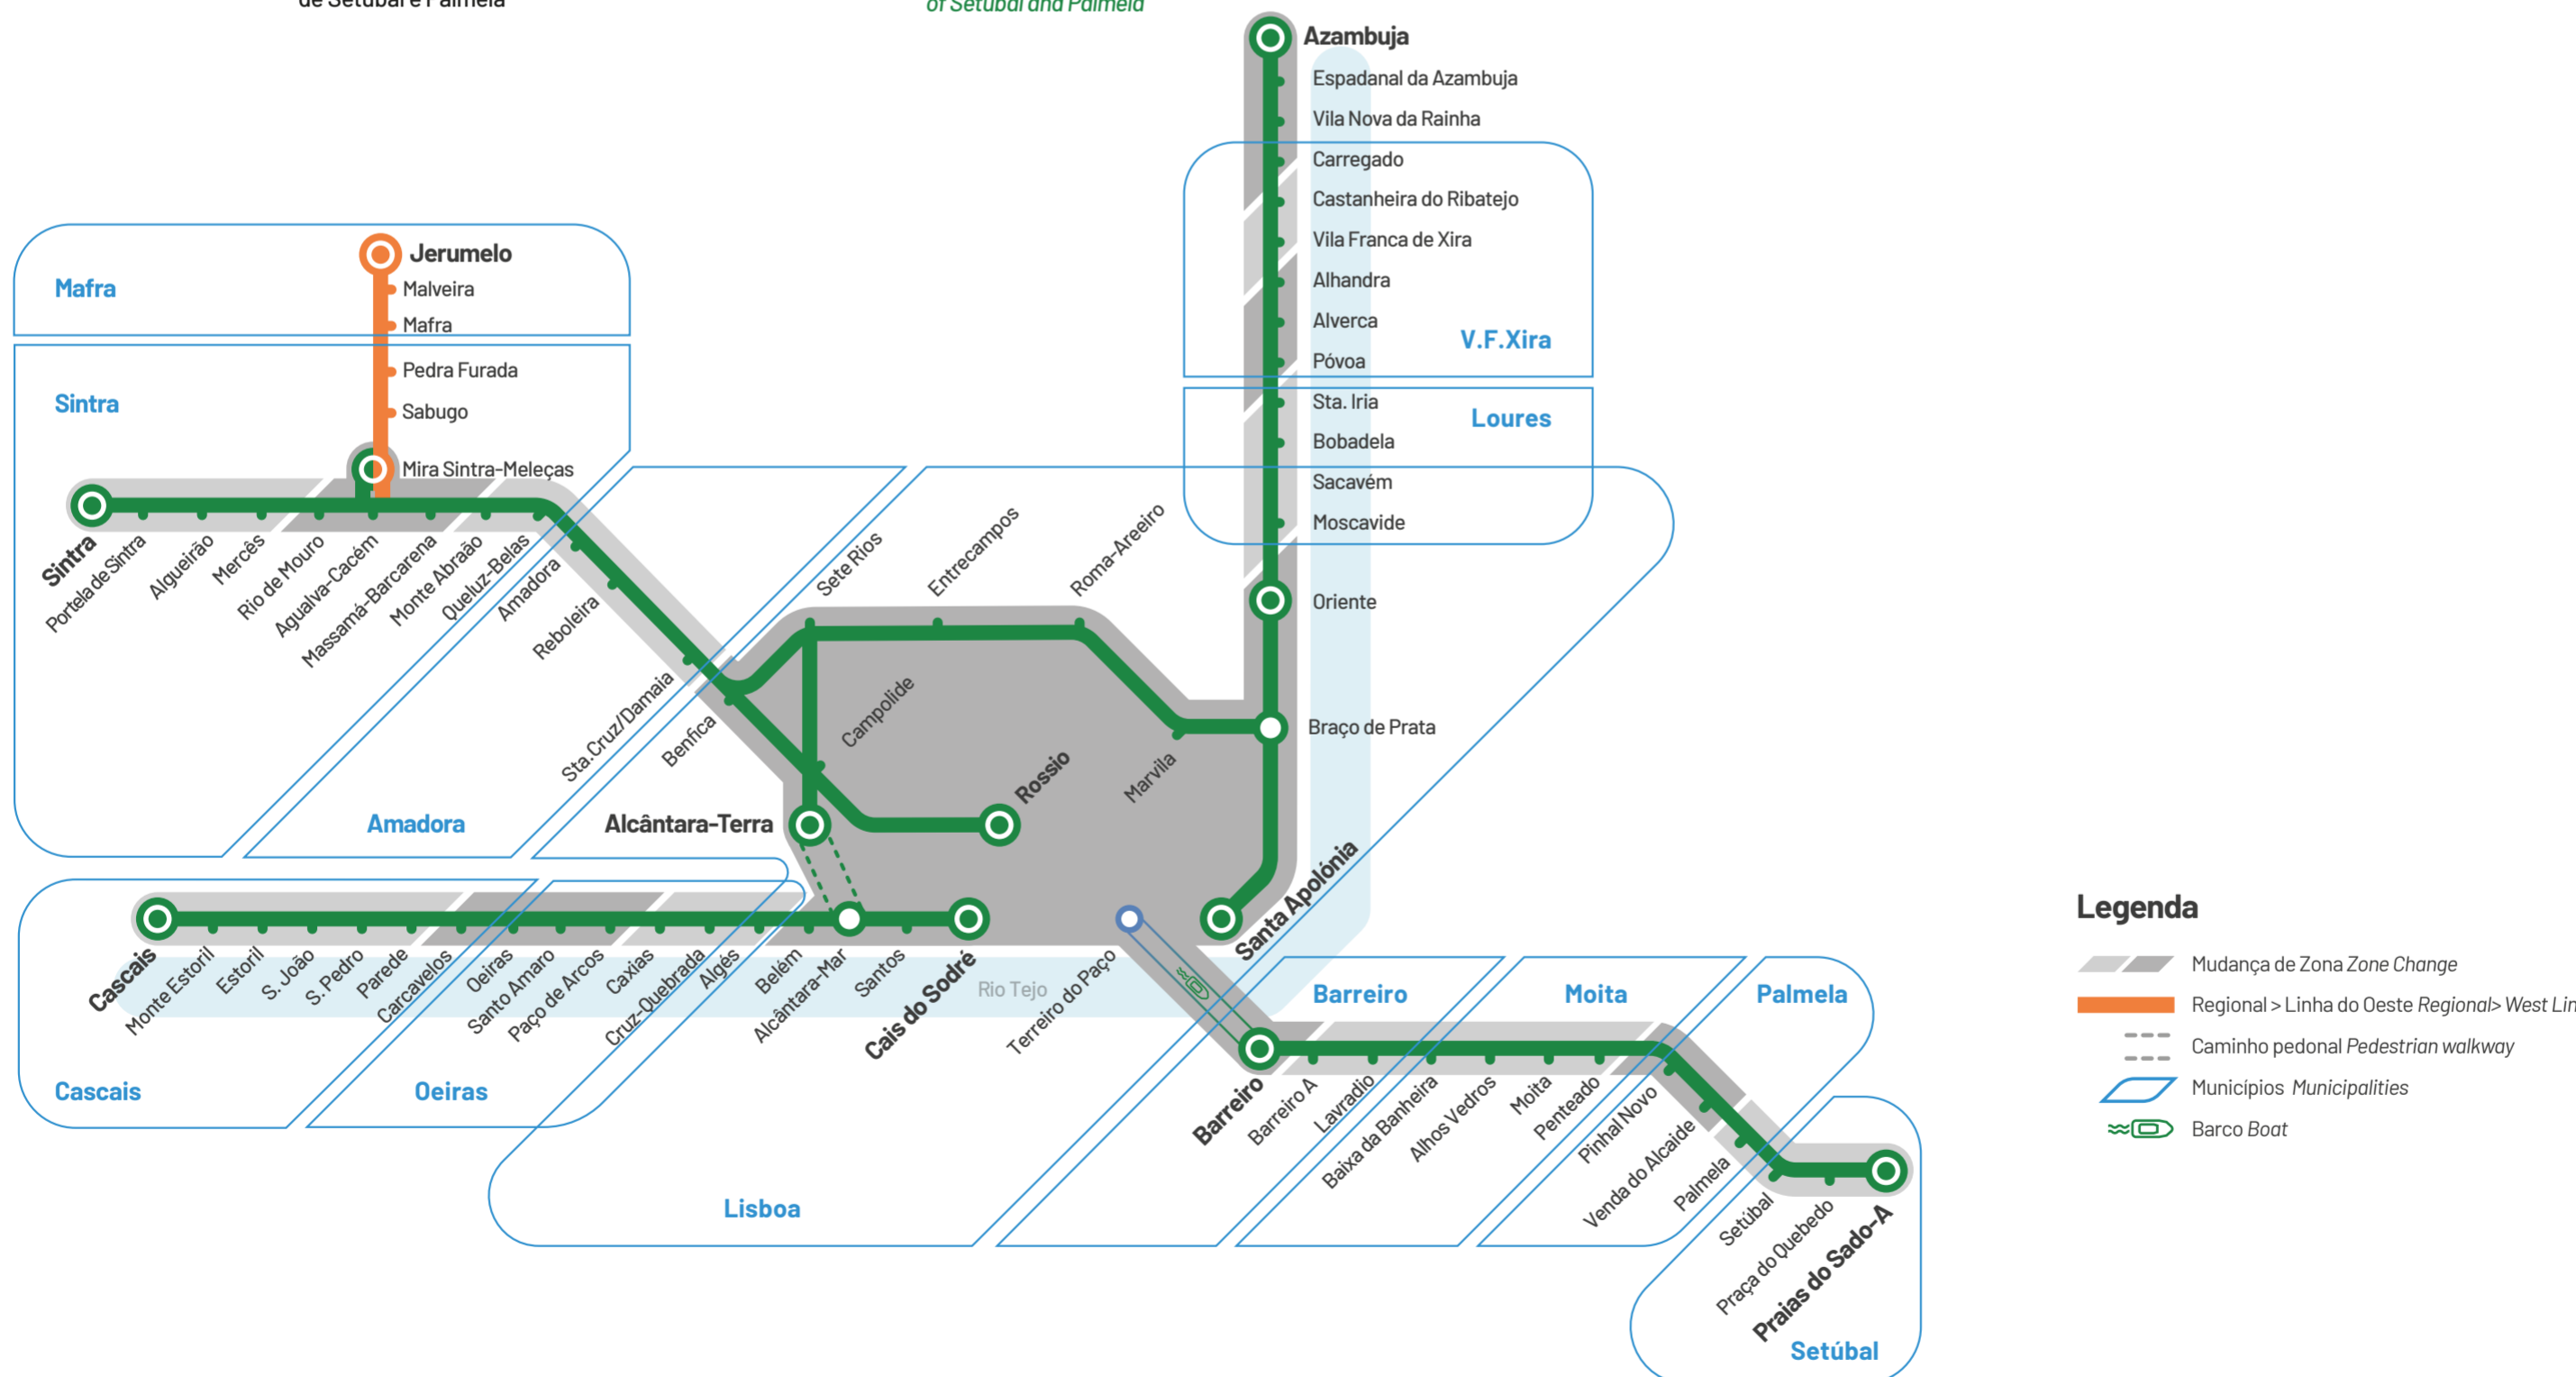 de Setúbal e Palmela
of Setúbal and Palmela
Azambuja
Espadanal da Azambuja
Vila Nova da Rainha
Carregado
Castanheira do Ribatejo
Vila Franca de Xira
Alhandra
Alverca
V.F.Xira
Póvoa
Sta. Iria
Loures
Bobadela
Sacavém
Moscavide
Oriente
Braço de Prata
Jerumelo
Mafra
Malveira
Mafra
Pedra Furada
Sintra
Sabugo
Mira Sintra-Meleças
Sintra
Portela de Sintra
Algueirão
Mercês
Rio de Mouro
Agualva-Cacém
Massamá-Barcarena
Monte Abraão
Queluz-Belas
Amadora
Reboleira
Sta.Cruz/Damaia
Benfica
Sete Rios
Entrecampos
Roma-Areeiro
Campolide
Rossio
Marvila
Amadora
Alcântara-Terra
Santa Apolónia
Cascais
Monte Estoril
Estoril
S. João
S. Pedro
Parede
Carcavelos
Oeiras
Santo Amaro
Paço de Arcos
Caxias
Cruz-Quebrada
Algés
Belém
Alcântara-Mar
Santos
Cais do Sodré
Rio Tejo
Terreiro do Paço
Cascais
Oeiras
Lisboa
Barreiro
Moita
Palmela
Barreiro
Barreiro A
Lavradio
Baixa da Banheira
Alhos Vedros
Moita
Penteado
Pinhal Novo
Venda do Alcaide
Palmela
Setúbal
Praça do Quebedo
Praias do Sado-A
Setúbal
Legenda
Mudança de Zona Zone Change
Regional > Linha do Oeste Regional> West Lin
Caminho pedonal Pedestrian walkway
Municípios Municipalities
Barco Boat